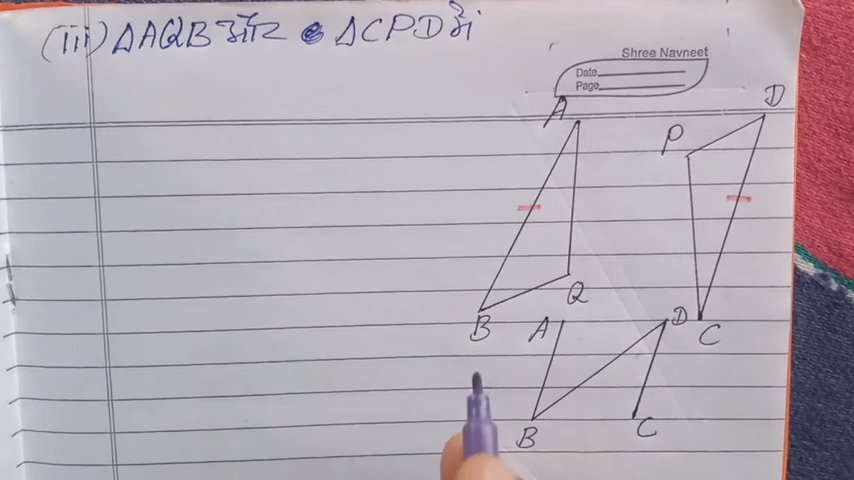 (iii) ΔAQB और ΔCPD में
Shree Navneet
Date
Page
A
D
P
Q
B
A
D
C
B
C